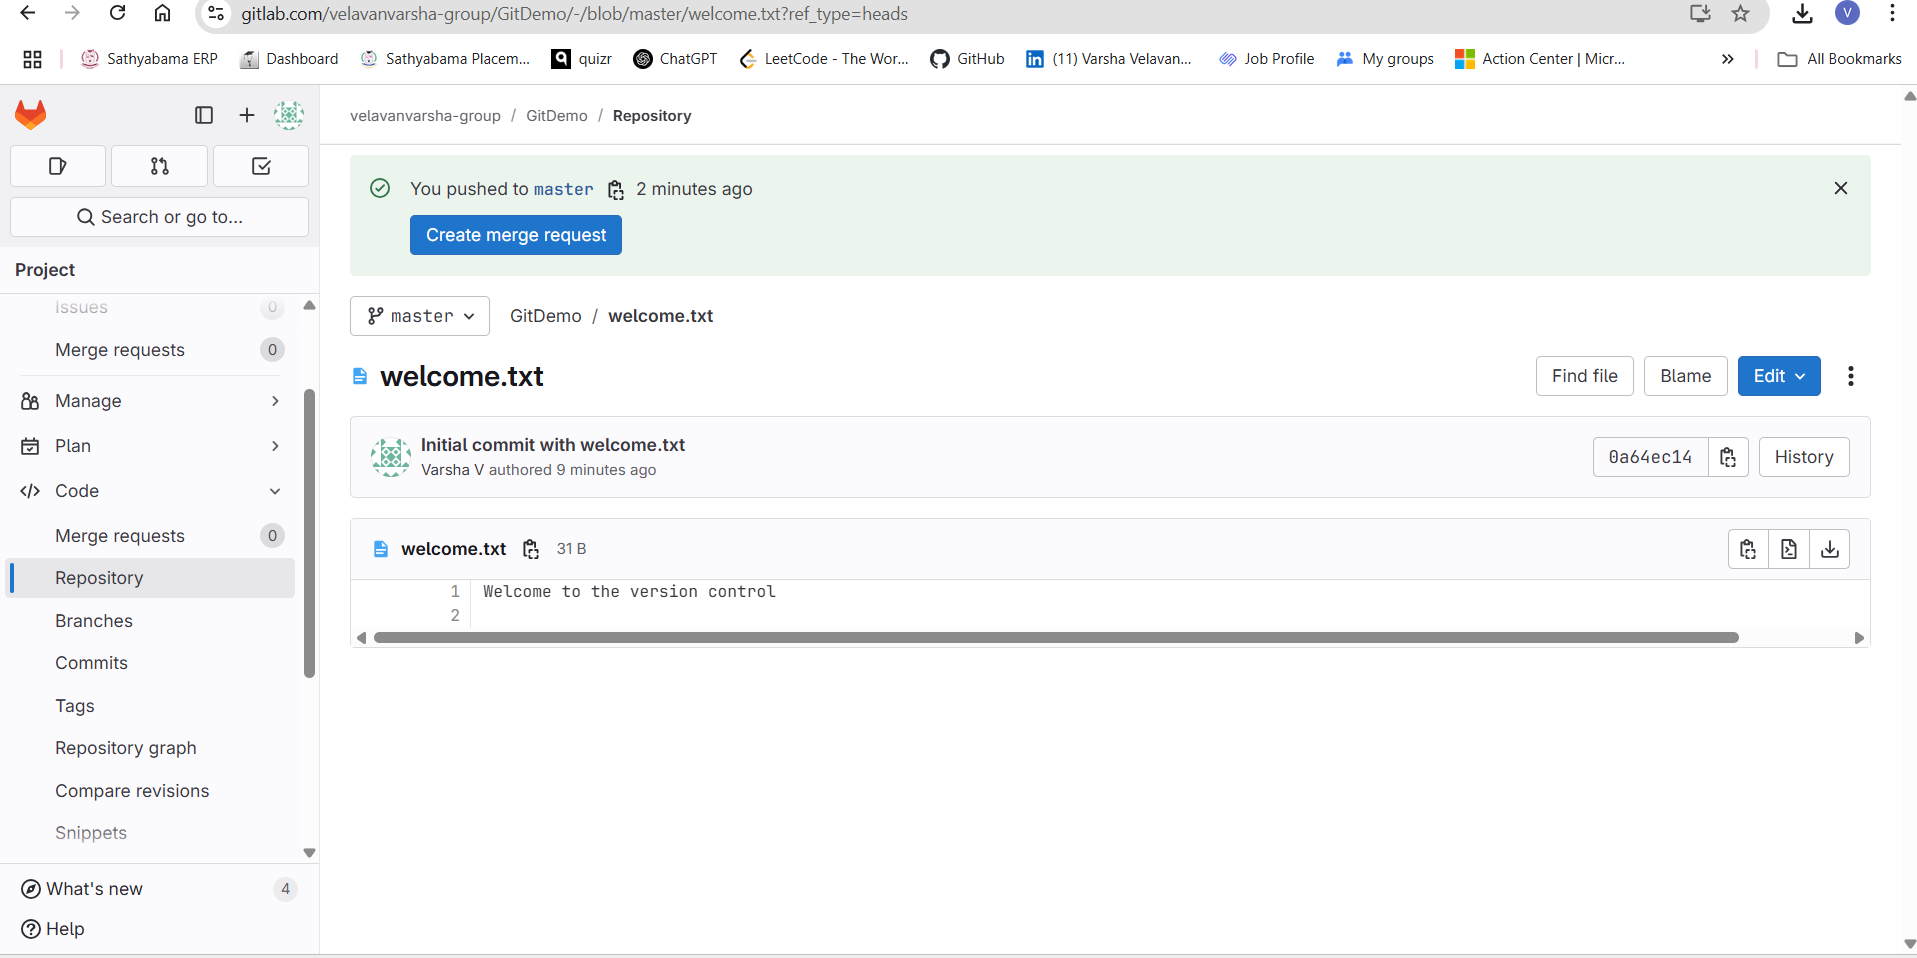 gitlab.com/velavanvarsha-group/GitDemo/-/blob/master/welcome.txt?ref_type=heads
V
Sathyabama ERP
Dashboard
Sathyabama Placem...
quizr
ChatGPT
LeetCode - The Wor...
GitHub
(11) Varsha Velavan...
Job Profile
My groups
Action Center | Micr...
All Bookmarks
Search or go to...
Project
Issues 0
Merge requests 0
Manage
Plan
Code
Merge requests 0
Repository
Branches
Commits
Tags
Repository graph
Compare revisions
Snippets
What's new 4
Help
velavanvarsha-group / GitDemo / Repository
You pushed to master 2 minutes ago
Create merge request
master
GitDemo / welcome.txt
welcome.txt
Find file
Blame
Edit
Initial commit with welcome.txt
Varsha V authored 9 minutes ago
0a64ec14
History
welcome.txt 31 B
1 Welcome to the version control
2